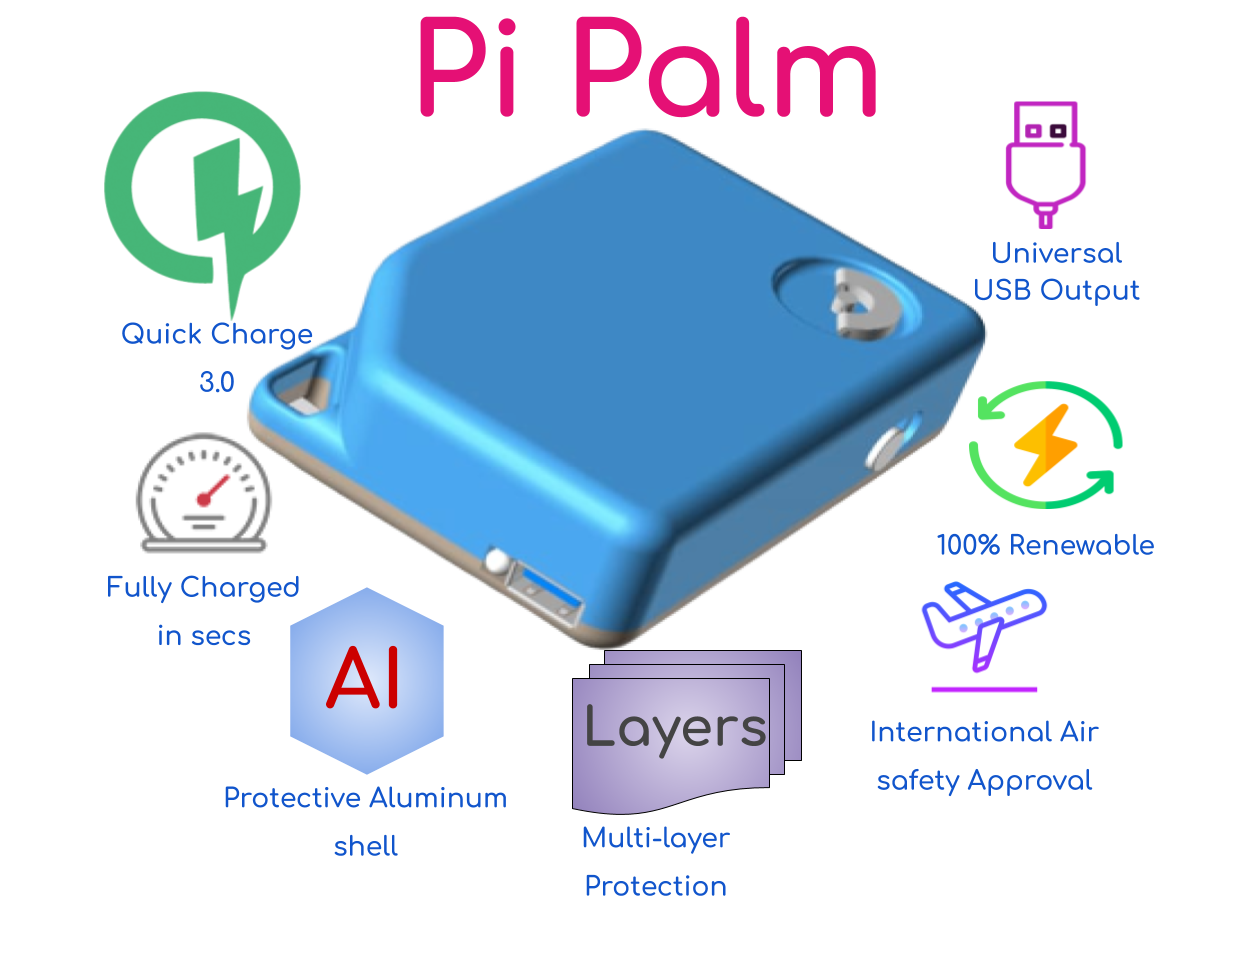 Pi Palm
Quick Charge
3.0
Universal
USB Output
Fully Charged
in secs
100% Renewable
Al
Protective Aluminum
shell
Layers
Multi-layer
Protection
International Air
safety Approval